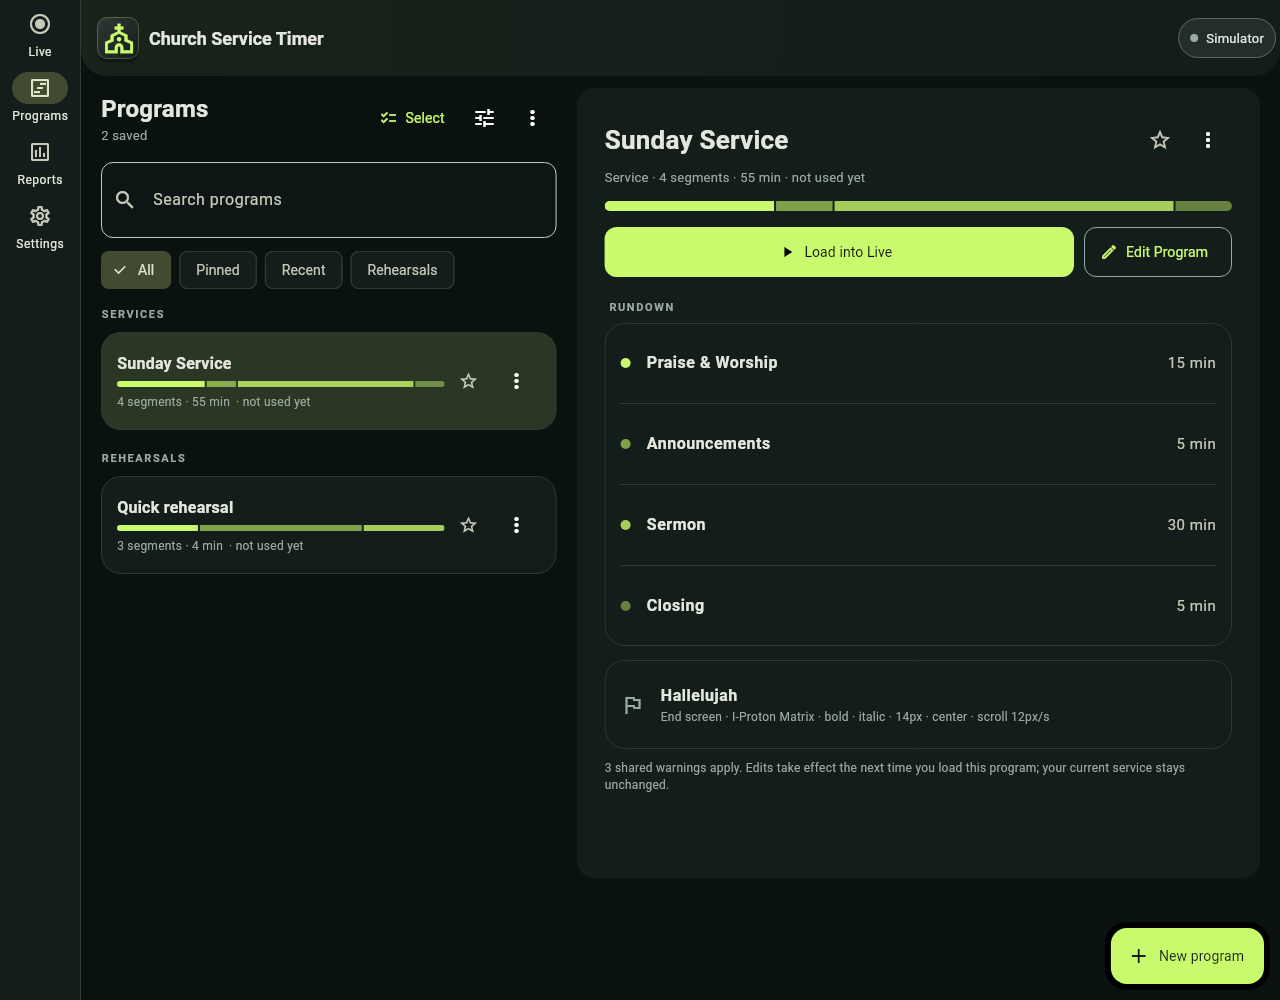 Live
Programs
Reports
Settings
Church Service Timer
Simulator
Programs
2 saved
Select
Search programs
All
Pinned
Recent
Rehearsals
SERVICES
Sunday Service
4 segments · 55 min · not used yet
REHEARSALS
Quick rehearsal
3 segments · 4 min · not used yet
Sunday Service
Service · 4 segments · 55 min · not used yet
Load into Live
Edit Program
RUNDOWN
Praise & Worship 15 min
Announcements 5 min
Sermon 30 min
Closing 5 min
Hallelujah
End screen · I-Proton Matrix · bold · italic · 14px · center · scroll 12px/s
3 shared warnings apply. Edits take effect the next time you load this program; your current service stays
unchanged.
New program